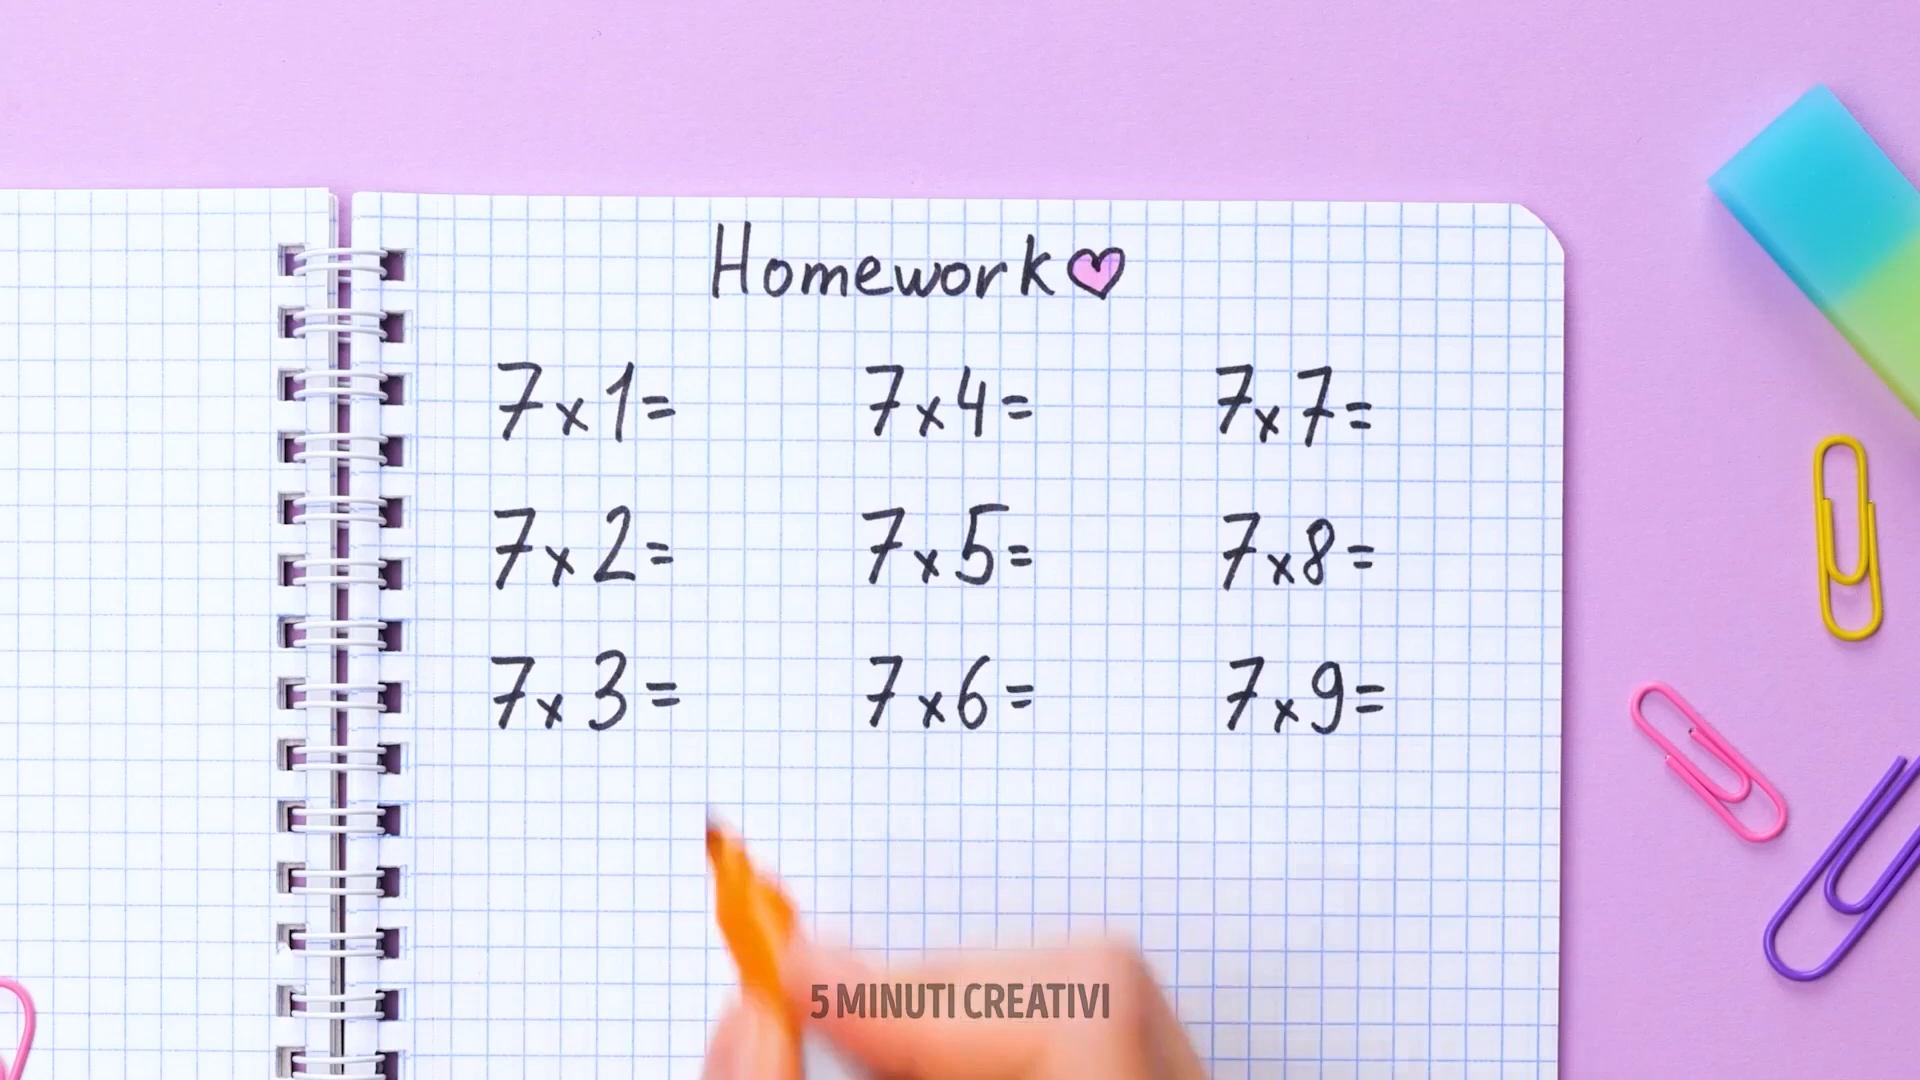 Homework
7x1= 7x4= 7x7=
7x2= 7x5= 7x8=
7x3= 7x6= 7x9=
5 MINUTI CREATIVI